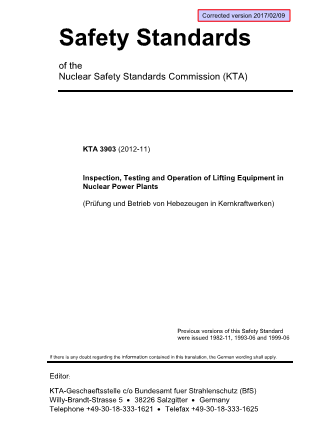 Corrected version 2017/02/09
Safety Standards
of the
Nuclear Safety Standards Commission (KTA)
KTA 3903 (2012-11)
Inspection, Testing and Operation of Lifting Equipment in
Nuclear Power Plants
(Prüfung und Betrieb von Hebezeugen in Kernkraftwerken)
Previous versions of this Safety Standard
were issued 1982-11, 1993-06 and 1999-06
If there is any doubt regarding the information contained in this translation, the German wording shall apply.
Editor:
KTA-Geschaeftsstelle c/o Bundesamt fuer Strahlenschutz (BfS)
Willy-Brandt-Strasse 5 • 38226 Salzgitter • Germany
Telephone +49-30-18-333-1621 • Telefax +49-30-18-333-1625